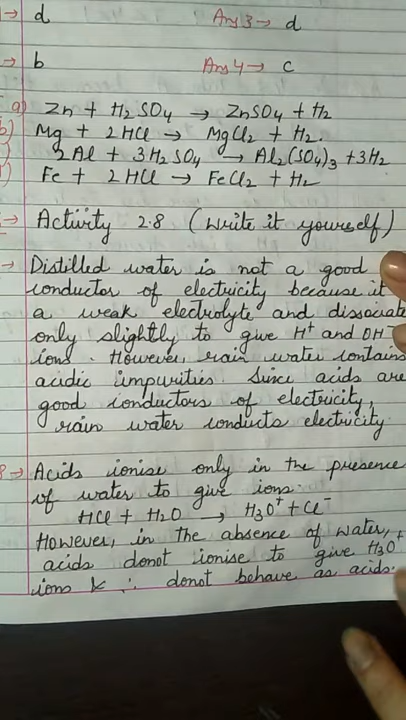 → d Ans3→ d
→ b Ans4→ c
a) Zn + H2SO4 → ZnSO4 + H2
b) Mg + 2HCl → MgCl2 + H2.
) 2Al + 3H2SO4 → Al2(SO4)3 + 3H2
) Fe + 2HCl → FeCl2 + H2
→ Activity 2.8 (Write it yourself)
→ Distilled water is not a good
conductor of electricity because it
a weak electrolyte and dissociate
only slightly to give H+ and OH-
ions. However, rain water contains
acidic impurities. Since acids are
good conductors of electricity,
rain water conducts electricity
8→ Acids ionise only in the presence
of water to give ions.
HCl + H2O → H3O+ + Cl-
However, in the absence of water,
acids donot ionise to give H3O+
ions & ∴ donot behave as acids.